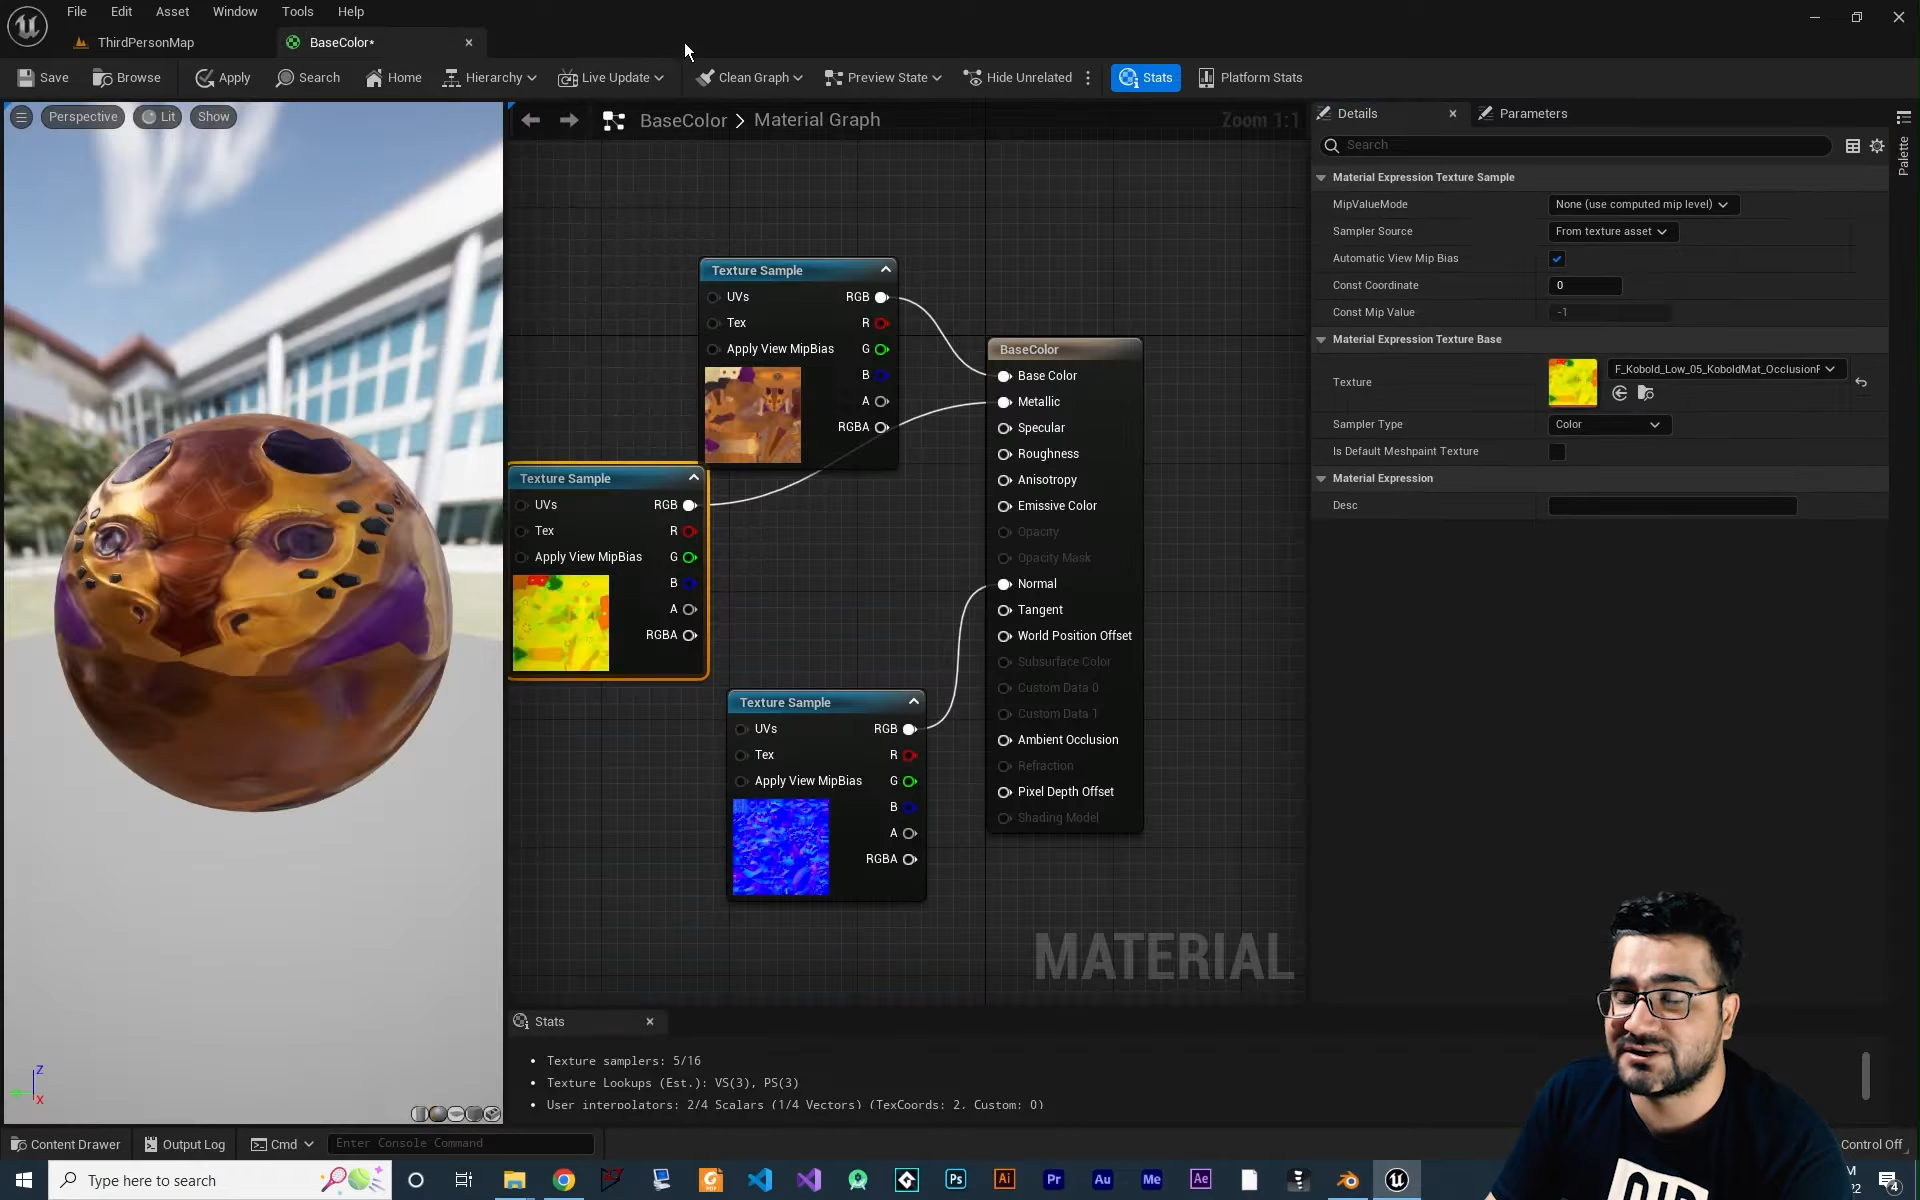 File Edit Asset Window Tools Help
ThirdPersonMap BaseColor*
Save Browse Apply Search Home Hierarchy Live Update Clean Graph Preview State Hide Unrelated Stats Platform Stats
Perspective Lit Show
BaseColor > Material Graph
Zoom 1:1
Texture Sample
UVs RGB
Tex R
Apply View MipBias G
B
A
RGBA
Texture Sample
UVs RGB
Tex R
Apply View MipBias G
B
A
RGBA
Texture Sample
UVs RGB
Tex R
Apply View MipBias G
B
A
RGBA
BaseColor
Base Color
Metallic
Specular
Roughness
Anisotropy
Emissive Color
Opacity
Opacity Mask
Normal
Tangent
World Position Offset
Subsurface Color
Custom Data 0
Custom Data 1
Ambient Occlusion
Refraction
Pixel Depth Offset
Shading Model
MATERIAL
Details Parameters
Search
Palette
Material Expression Texture Sample
MipValueMode None (use computed mip level)
Sampler Source From texture asset
Automatic View Mip Bias
Const Coordinate 0
Const Mip Value -1
Material Expression Texture Base
Texture F_Kobold_Low_05_KoboldMat_OcclusionR
Sampler Type Color
Is Default Meshpaint Texture
Material Expression
Desc
Z
X
Stats
• Texture samplers: 5/16
• Texture Lookups (Est.): VS(3), PS(3)
• User interpolators: 2/4 Scalars (1/4 Vectors) (TexCoords: 2, Custom: 0)
Content Drawer Output Log Cmd Enter Console Command
Control Off
Type here to search
Ps Ai Pr Au Me Ae
M
22
4